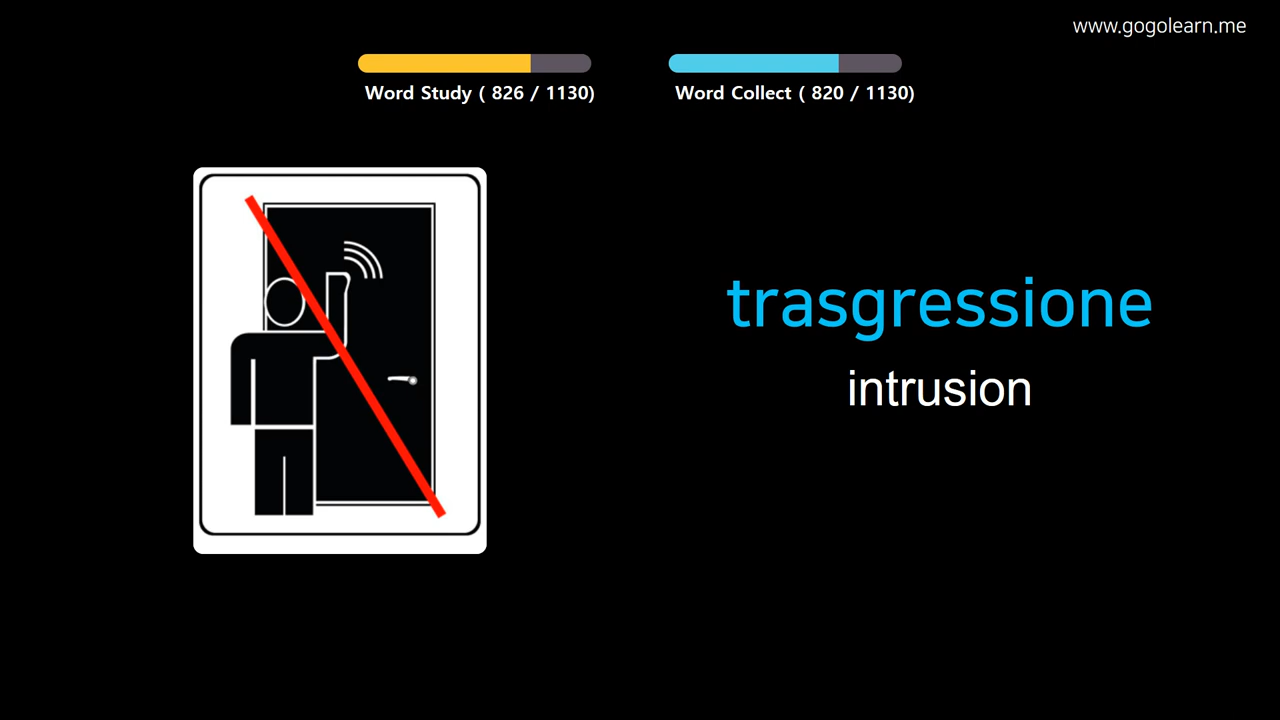 www.gogolearn.me
Word Study ( 826 / 1130)
Word Collect ( 820 / 1130)
trasgressione
intrusion